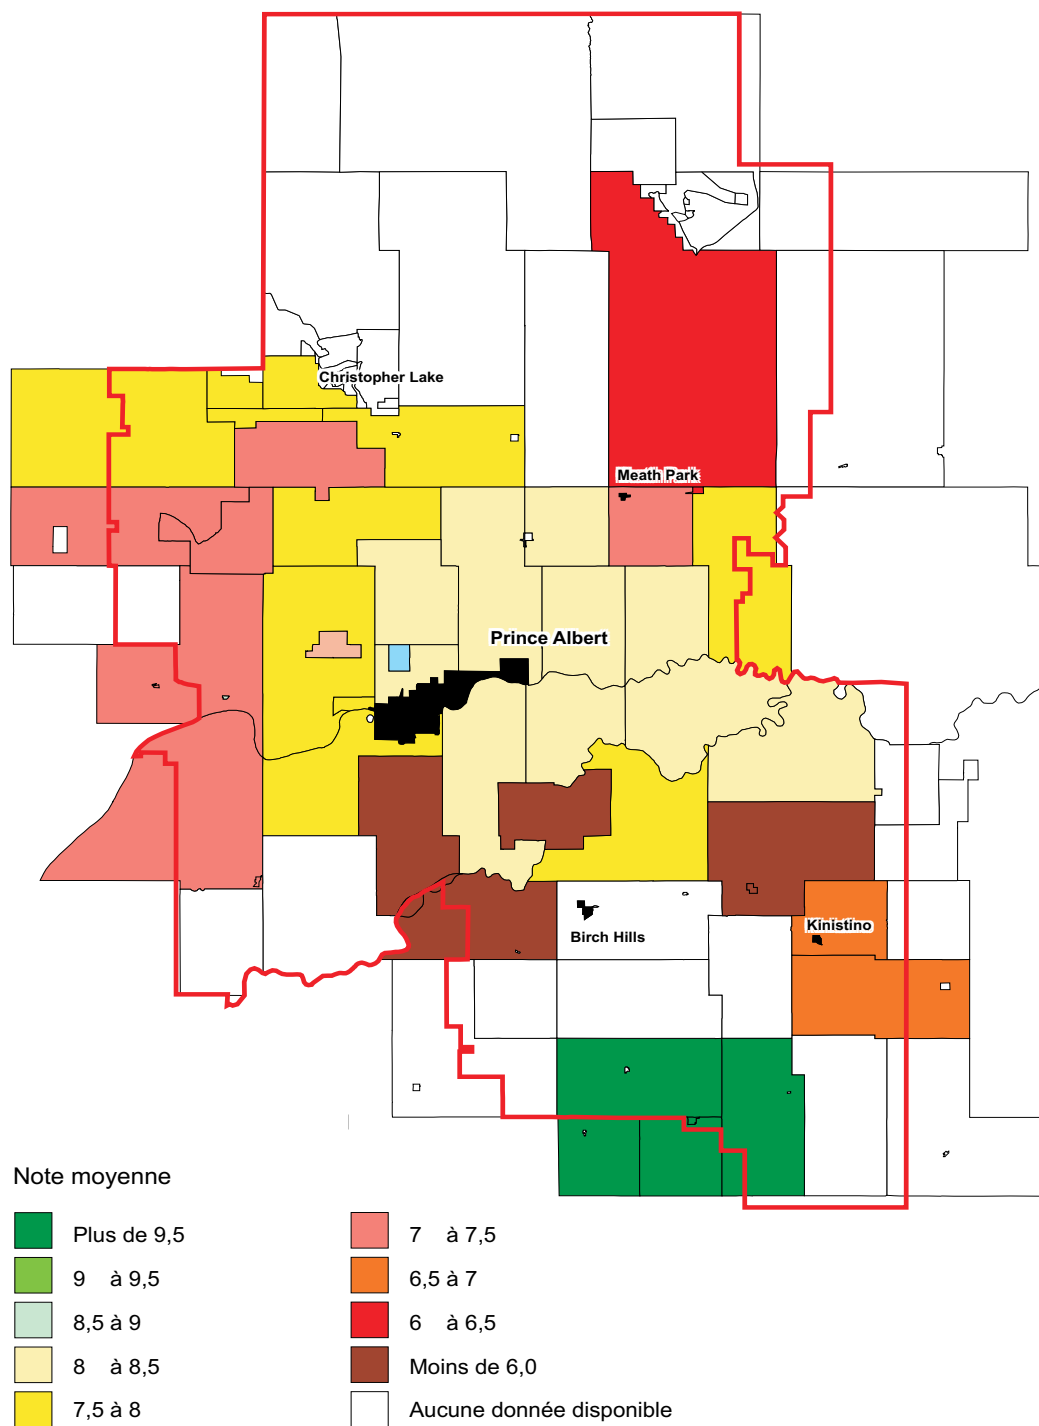 Christopher Lake
Meath Park
Prince Albert
Birch Hills
Kinistino
Note moyenne
Plus de 9,5
9 à 9,5
8,5 à 9
8 à 8,5
7,5 à 8
7 à 7,5
6,5 à 7
6 à 6,5
Moins de 6,0
Aucune donnée disponible